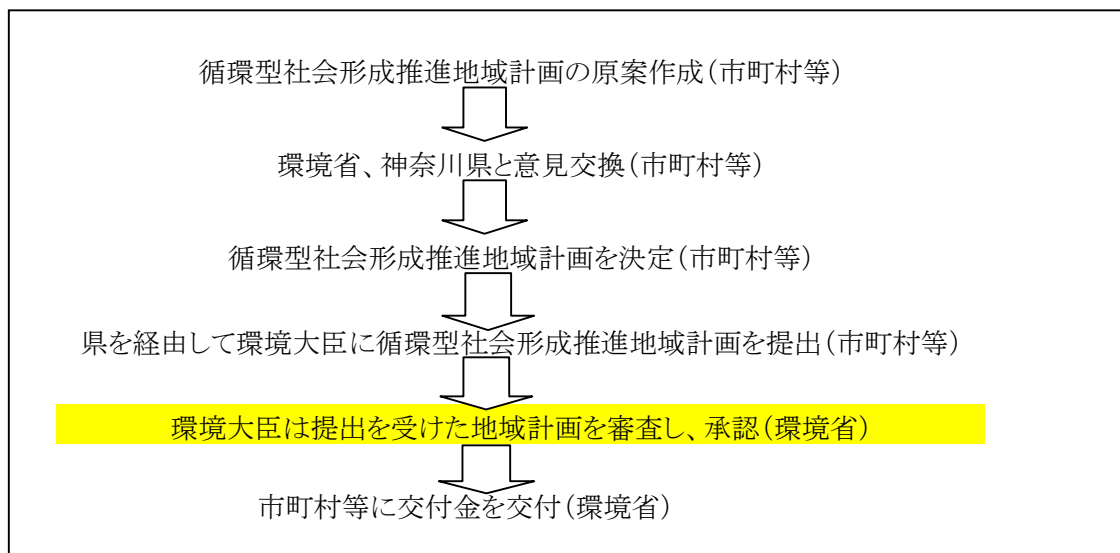 循環型社会形成推進地域計画の原案作成（市町村等）
環境省、神奈川県と意見交換（市町村等）
循環型社会形成推進地域計画を決定（市町村等）
県を経由して環境大臣に循環型社会形成推進地域計画を提出（市町村等）
環境大臣は提出を受けた地域計画を審査し、承認（環境省）
市町村等に交付金を交付（環境省）